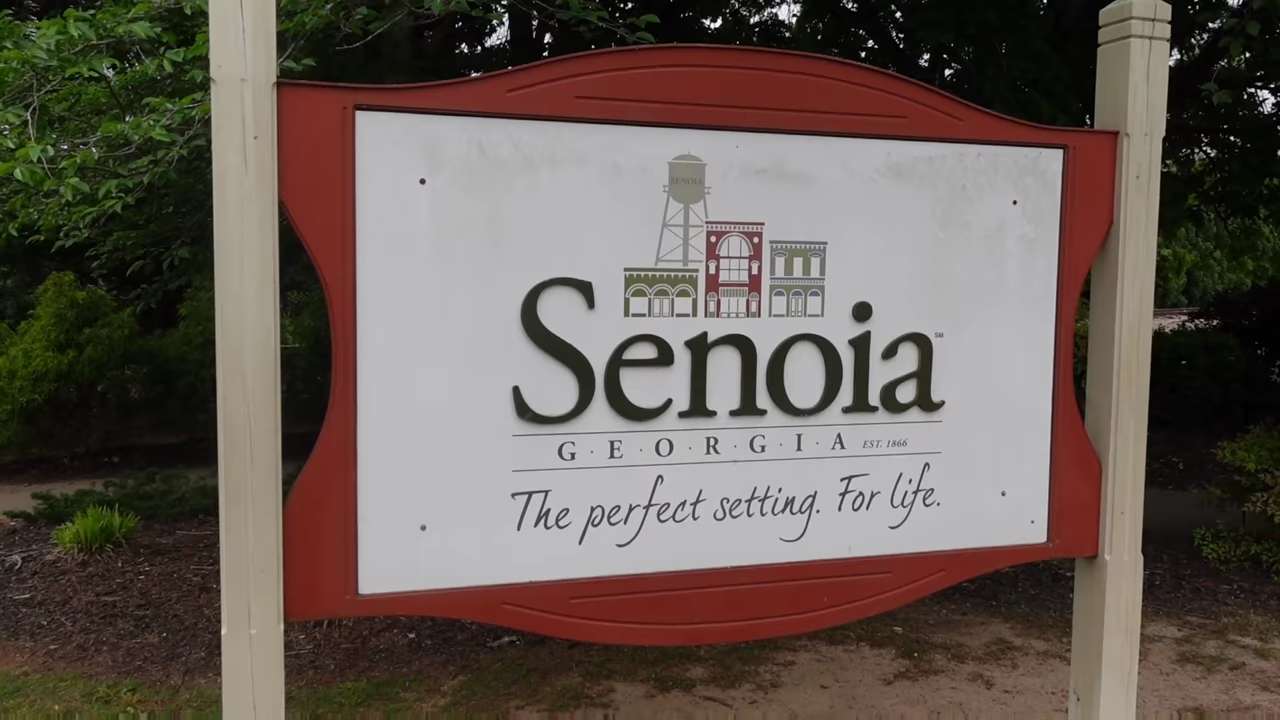 SENOIA
Senoia SM
G·E·O·R·G·I·A EST. 1866
The perfect setting. For life.